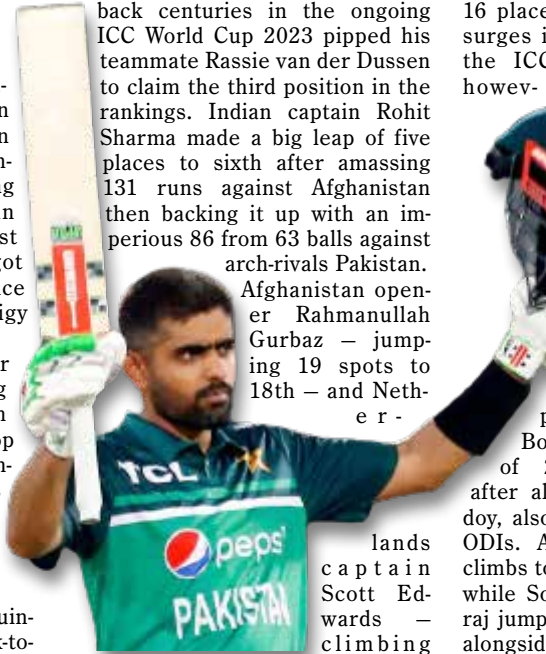 back centuries in the ongoing
ICC World Cup 2023 pipped his
teammate Rassie van der Dussen
to claim the third position in the
rankings. Indian captain Rohit
Sharma made a big leap of five
places to sixth after amassing
131 runs against Afghanistan
then backing it up with an im-
perious 86 from 63 balls against
arch-rivals Pakistan.
Afghanistan open-
er Rahmanullah
Gurbaz — jump-
ing 19 spots to
18th — and Neth-
er-
lands
captain
Scott Ed-
wards —
climbing
16 place
surges i
the ICC
howev-
Bo
of
after al
doy, also
ODIs. A
climbs to
while So
raj jump
alongsid
TCL
pepsi
PAKISTAN